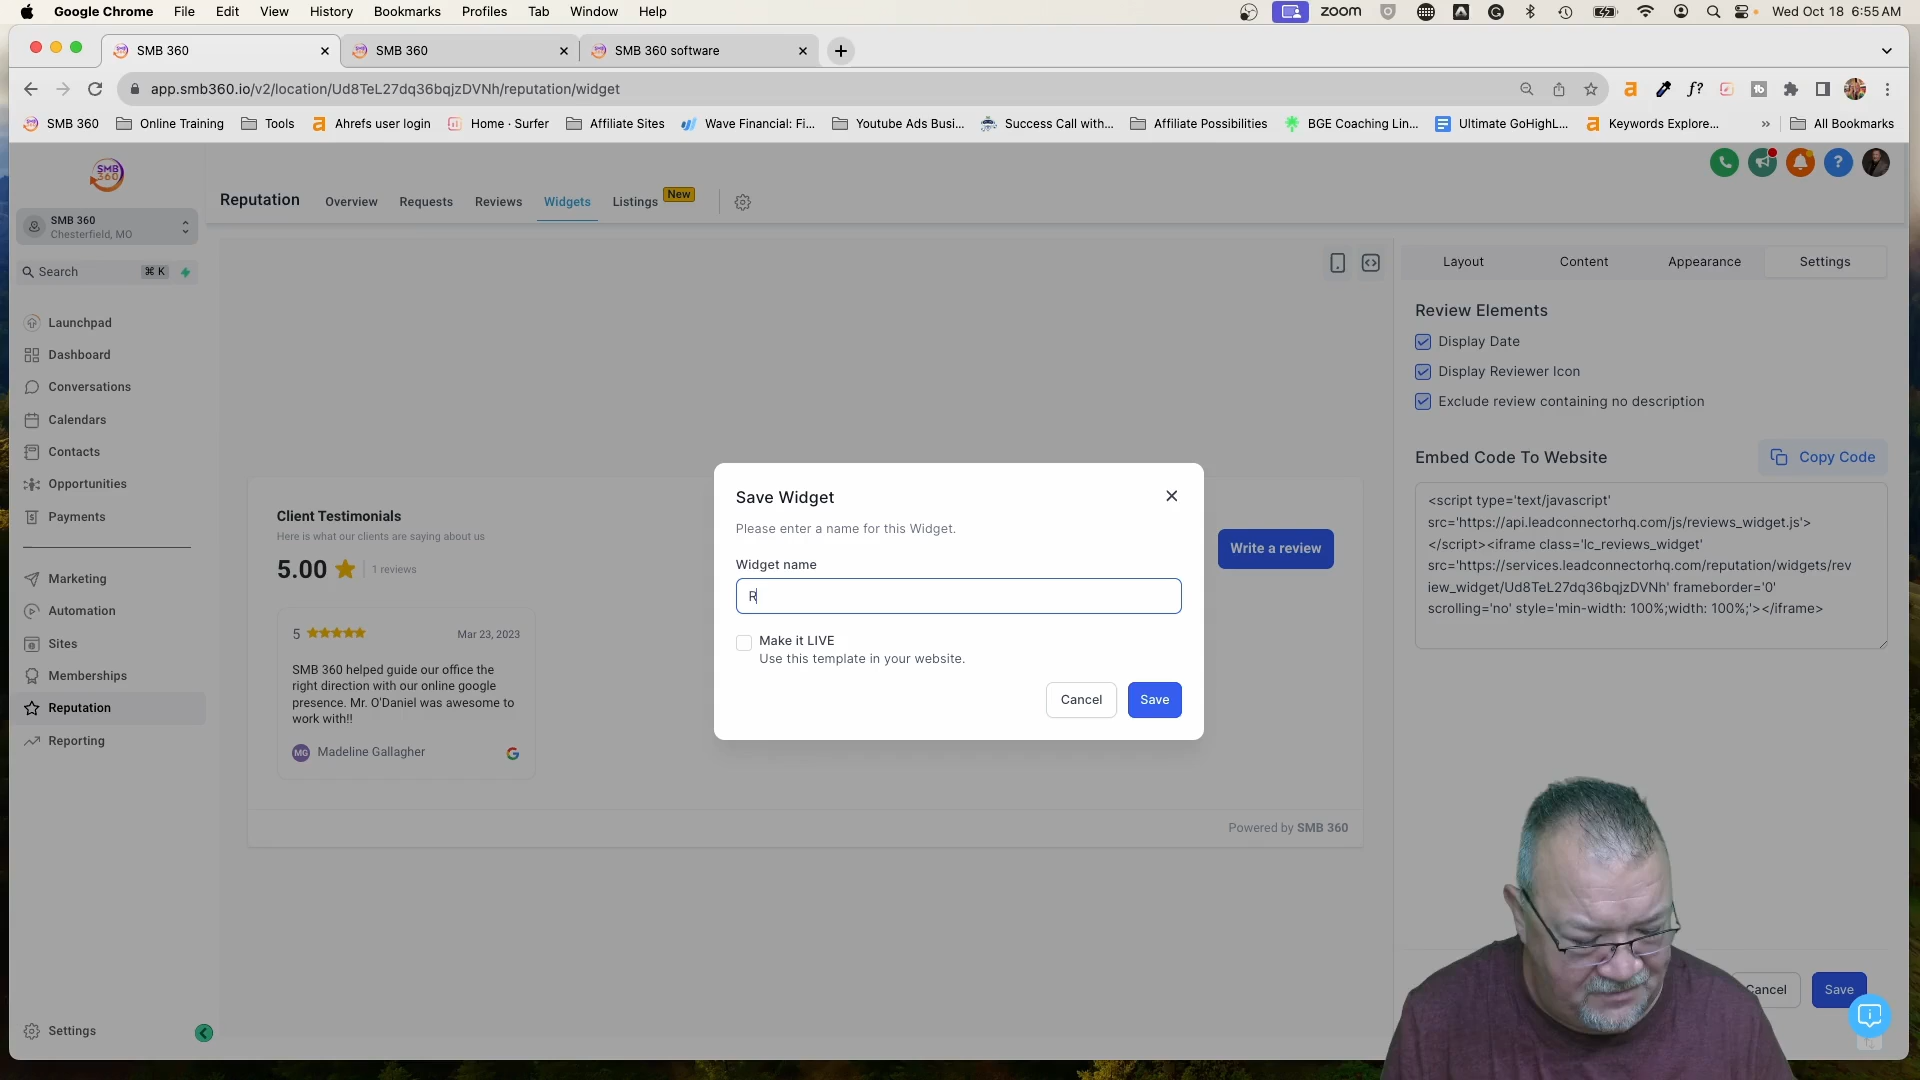 Google Chrome File Edit View History Bookmarks Profiles Tab Window Help zoom Wed Oct 18 6:55 AM
SMB 360 SMB 360 SMB 360 software
app.smb360.io/v2/location/Ud8TeL27dq36bqjzDVNh/reputation/widget
SMB 360 Online Training Tools Ahrefs user login Home · Surfer Affiliate Sites Wave Financial: Fi... Youtube Ads Busi... Success Call with... Affiliate Possibilities BGE Coaching Lin... Ultimate GoHighL... Keywords Explore... » All Bookmarks
SMB 360
SMB 360
Chesterfield, MO
Search ⌘ K
Launchpad
Dashboard
Conversations
Calendars
Contacts
Opportunities
Payments
Marketing
Automation
Sites
Memberships
Reputation
Reporting
Settings
Reputation Overview Requests Reviews Widgets Listings New
Client Testimonials
Here is what our clients are saying about us
5.00 1 reviews
Write a review
5 Mar 23, 2023
SMB 360 helped guide our office the
right direction with our online google
presence. Mr. O'Daniel was awesome to
work with!!
MG Madeline Gallagher
Powered by SMB 360
Save Widget
Please enter a name for this Widget.
Widget name
R
Make it LIVE
Use this template in your website.
Cancel Save
Layout Content Appearance Settings
Review Elements
Display Date
Display Reviewer Icon
Exclude review containing no description
Embed Code To Website Copy Code
<script type='text/javascript'
src='https://api.leadconnectorhq.com/js/reviews_widget.js'>
</script><iframe class='lc_reviews_widget'
src='https://services.leadconnectorhq.com/reputation/widgets/rev
iew_widget/Ud8TeL27dq36bqjzDVNh' frameborder='0'
scrolling='no' style='min-width: 100%;width: 100%;'></iframe>
Cancel Save